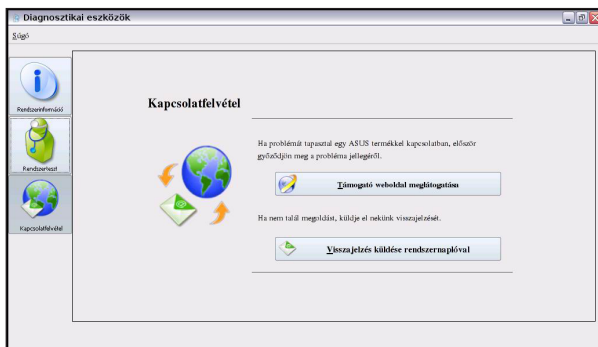 Diagnosztikai eszközök
Súgó
Rendszerinformáció
Rendszerteszt
Kapcsolatfelvétel
Kapcsolatfelvétel
Ha problémát tapasztal egy ASUS termékkel kapcsolatban, először
győződjön meg a probléma jellegéről.
Támogató weboldal meglátogatása
Ha nem talál megoldást, küldje el nekünk visszajelzését.
Visszajelzés küldése rendszernaplóval